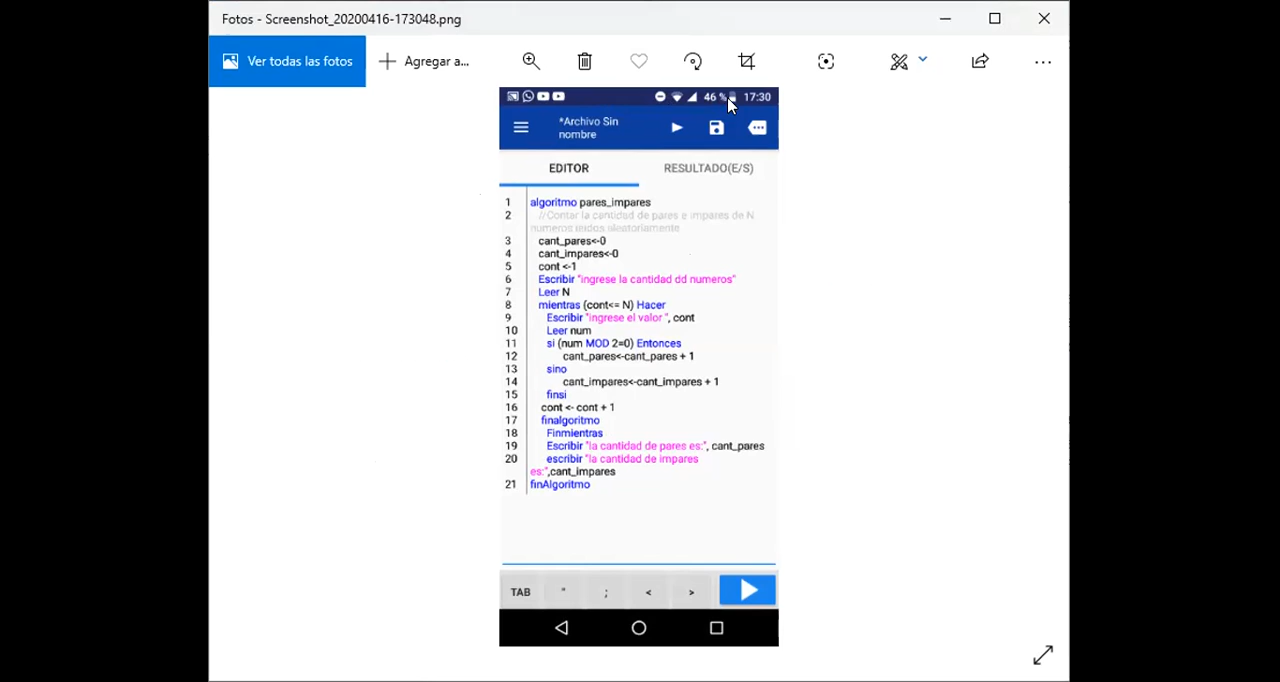 Fotos - Screenshot_20200416-173048.png
Ver todas las fotos
Agregar a...
46 %
17:30
*Archivo Sin
nombre
EDITOR
RESULTADO(E/S)
1 algoritmo pares_impares
2 //Contar la cantidad de pares e impares de N
numeros leidos aleatoriamente
3 cant_pares<-0
4 cant_impares<-0
5 cont <-1
6 Escribir "ingrese la cantidad dd numeros"
7 Leer N
8 mientras (cont<= N) Hacer
9 Escribir "ingrese el valor ", cont
10 Leer num
11 si (num MOD 2=0) Entonces
12 cant_pares<-cant_pares + 1
13 sino
14 cant_impares<-cant_impares + 1
15 finsi
16 cont <- cont + 1
17 finalgoritmo
18 Finmientras
19 Escribir "la cantidad de pares es:", cant_pares
20 escribir "la cantidad de impares
es:",cant_impares
21 finAlgoritmo
TAB " ; < >